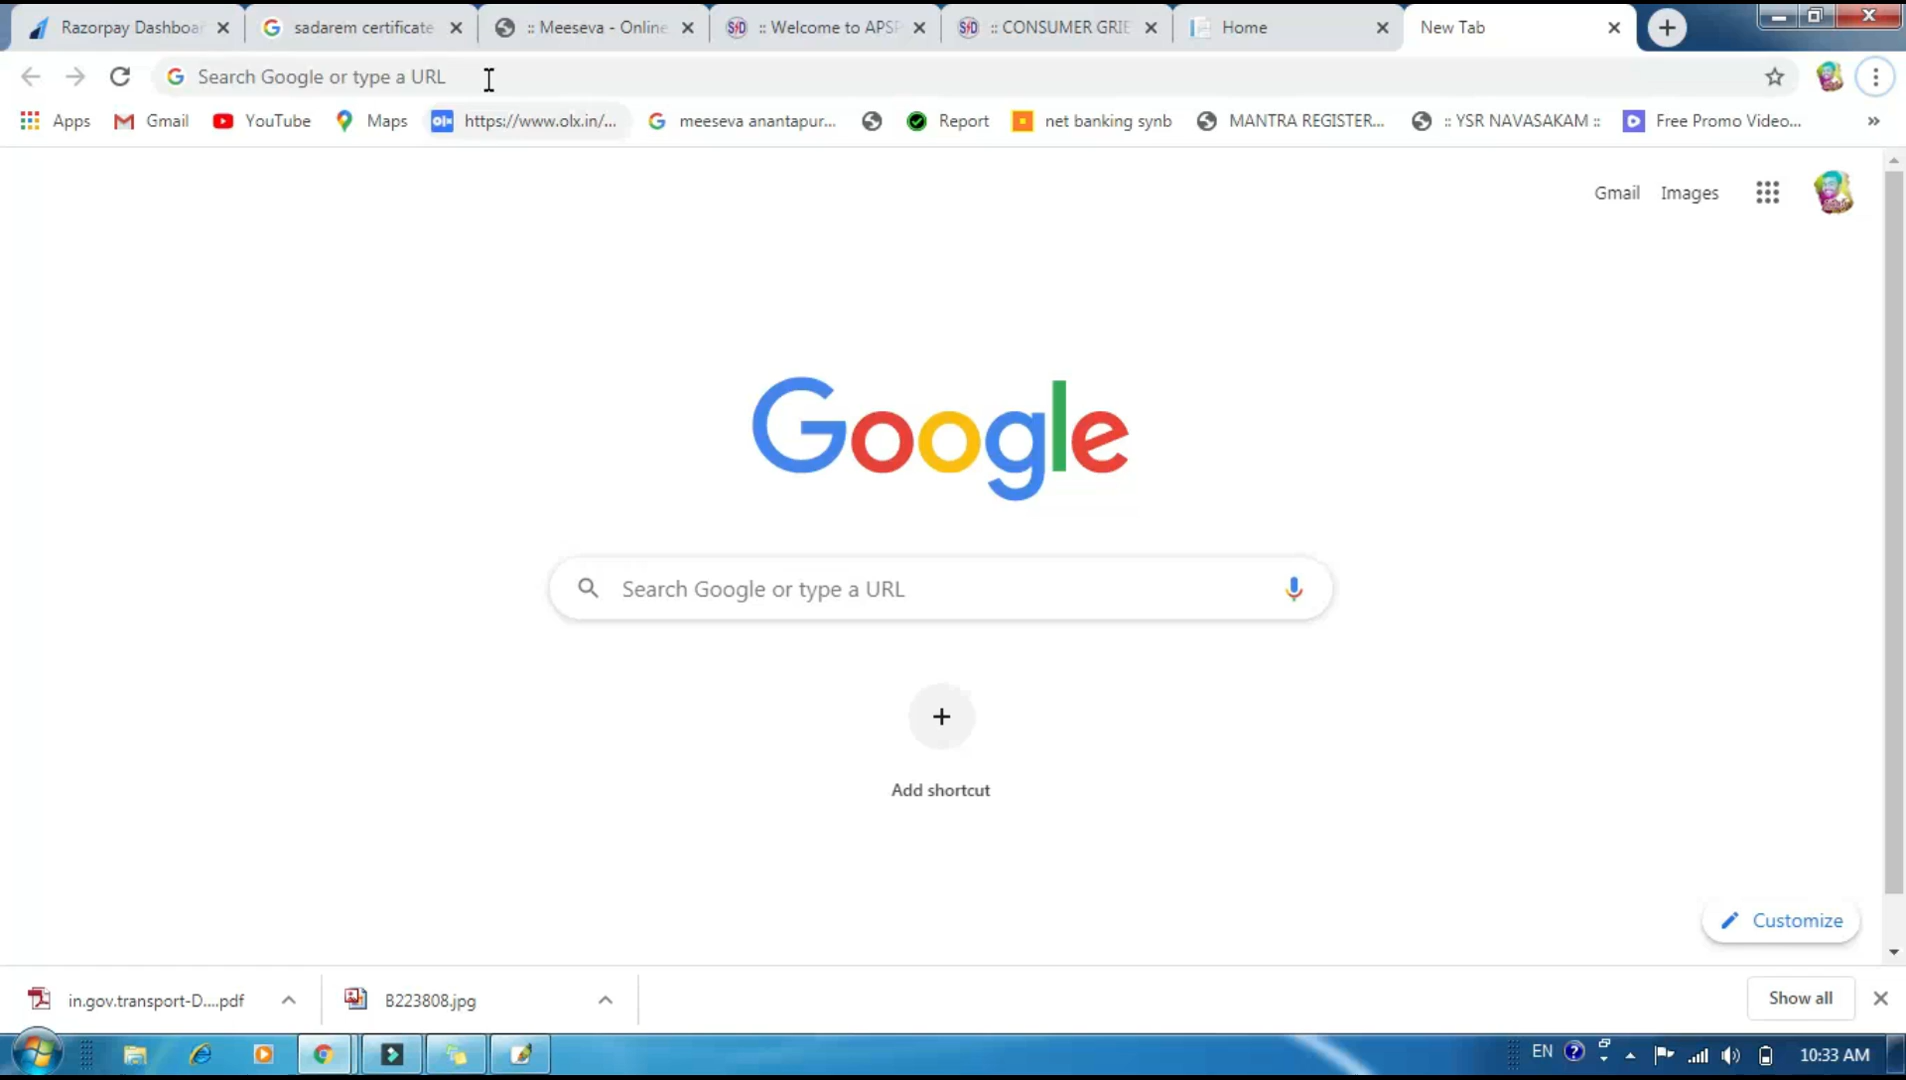 Razorpay Dashboar
sadarem certificate
:: Meeseva - Online
:: Welcome to APSP
:: CONSUMER GRIE
Home
New Tab
Search Google or type a URL
Apps
Gmail
YouTube
Maps
https://www.olx.in/...
meeseva anantapur...
Report
net banking synb
MANTRA REGISTER...
:: YSR NAVASAKAM ::
Free Promo Video...
»
Gmail
Images
Google
Search Google or type a URL
Add shortcut
Customize
in.gov.transport-D....pdf
B223808.jpg
Show all
EN
10:33 AM